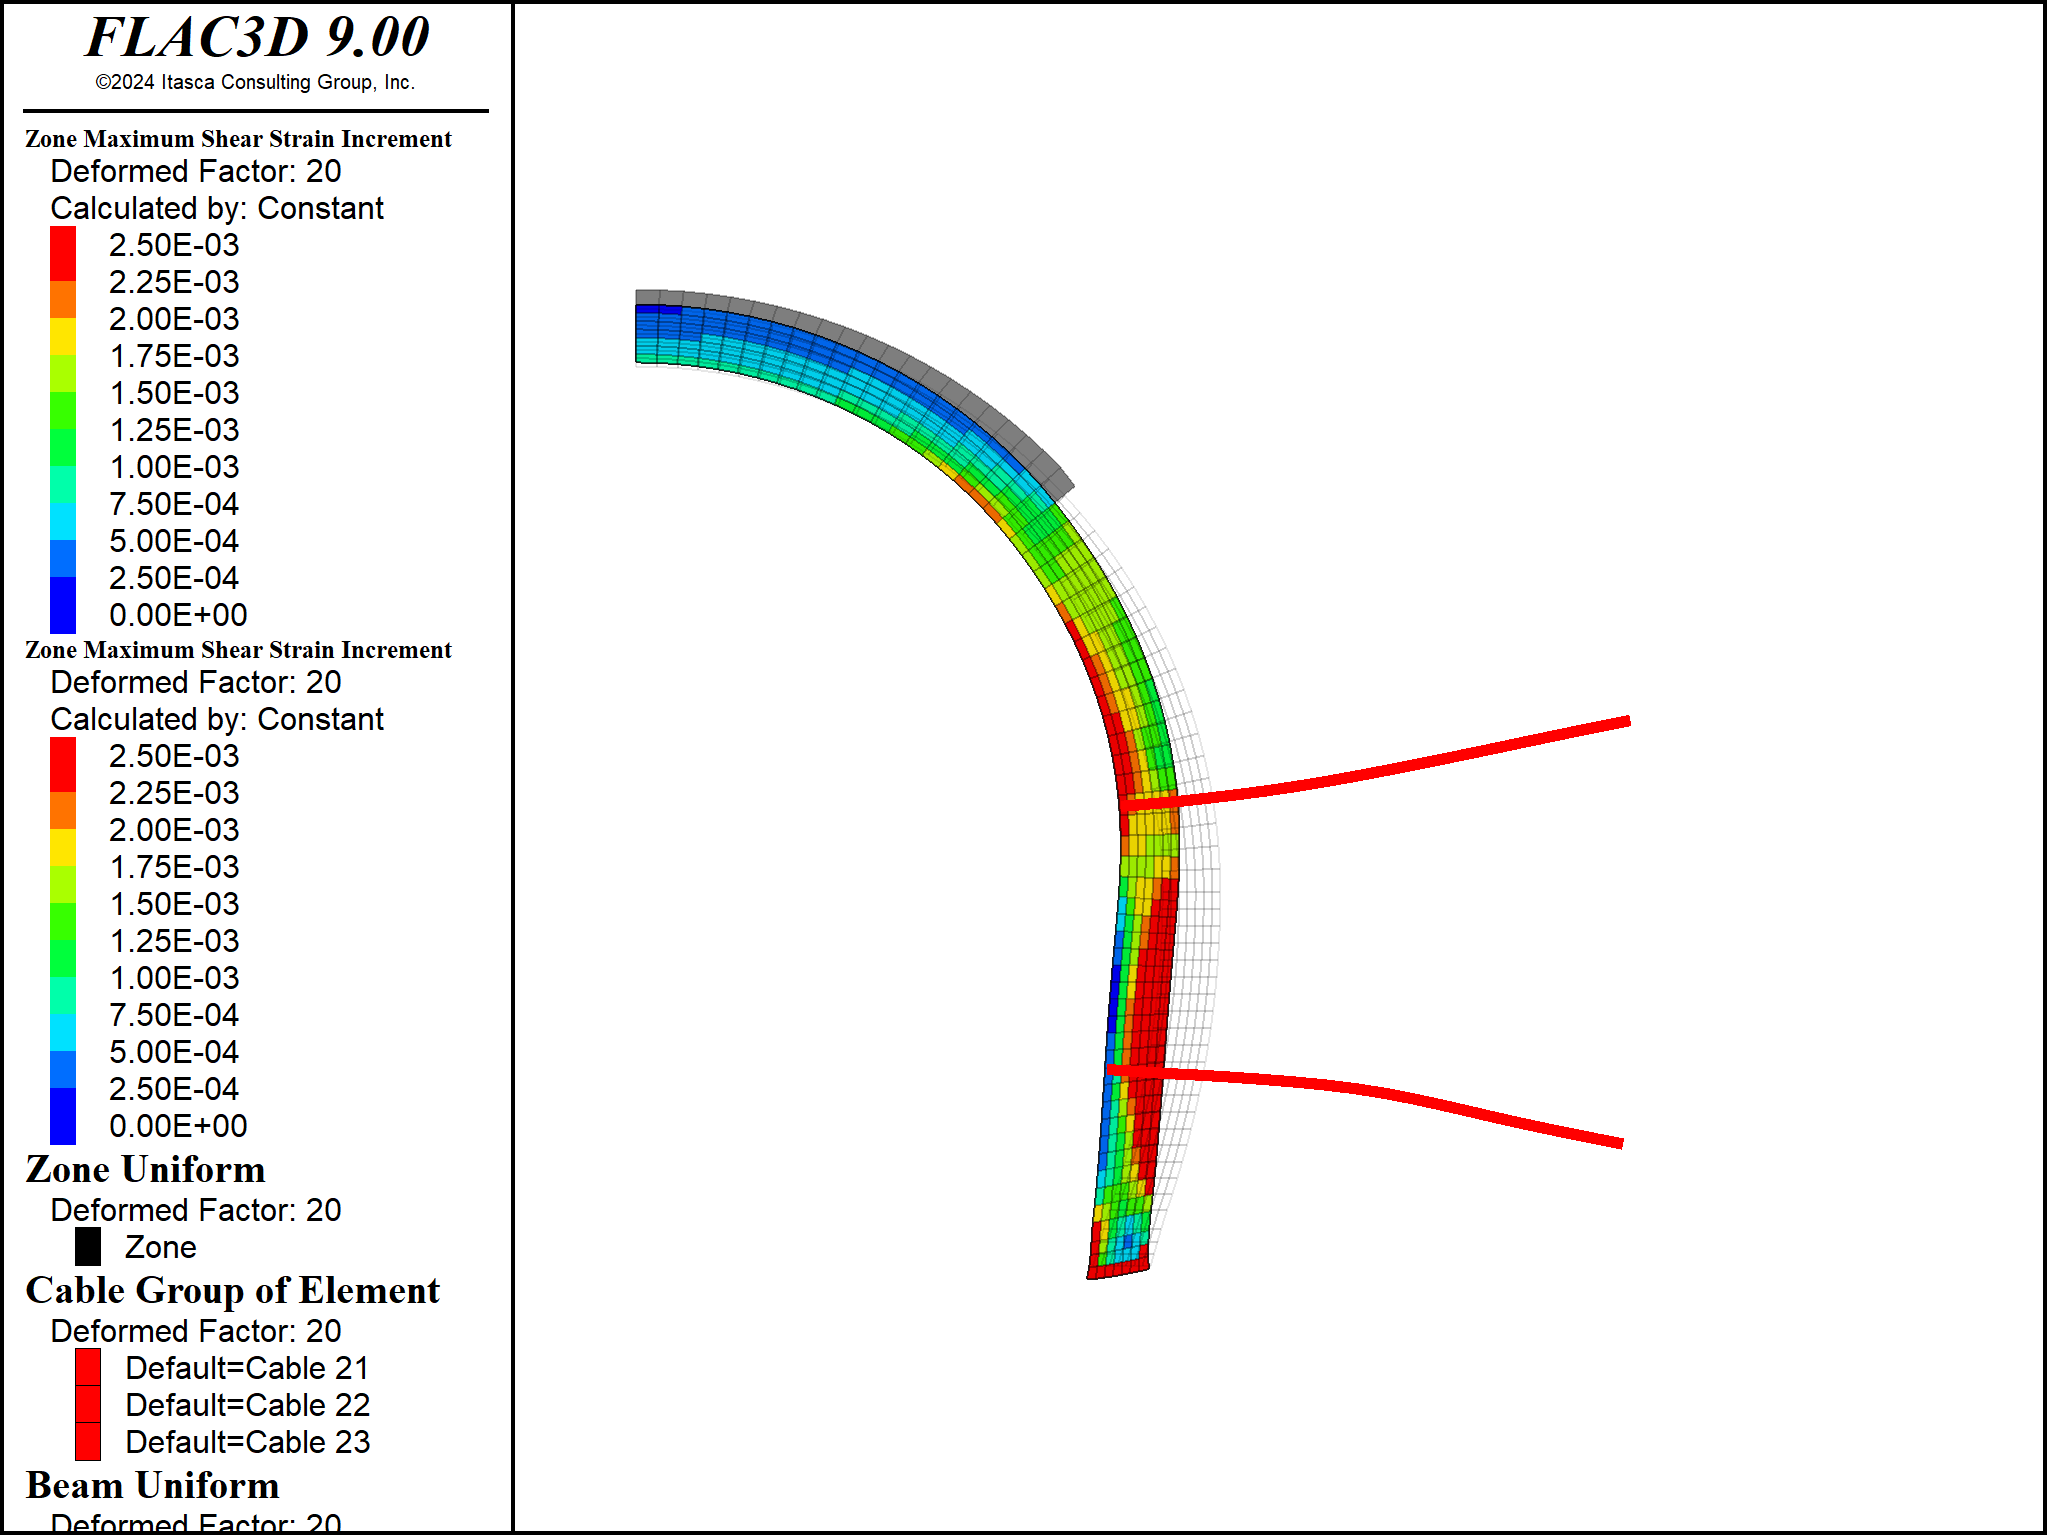 FLAC3D 9.00
©2024 Itasca Consulting Group, Inc.
Zone Maximum Shear Strain Increment
Deformed Factor: 20
Calculated by: Constant
2.50E-03
2.25E-03
2.00E-03
1.75E-03
1.50E-03
1.25E-03
1.00E-03
7.50E-04
5.00E-04
2.50E-04
0.00E+00
Zone Maximum Shear Strain Increment
Deformed Factor: 20
Calculated by: Constant
2.50E-03
2.25E-03
2.00E-03
1.75E-03
1.50E-03
1.25E-03
1.00E-03
7.50E-04
5.00E-04
2.50E-04
0.00E+00
Zone Uniform
Deformed Factor: 20
Zone
Cable Group of Element
Deformed Factor: 20
Default=Cable 21
Default=Cable 22
Default=Cable 23
Beam Uniform
Deformed Factor: 20